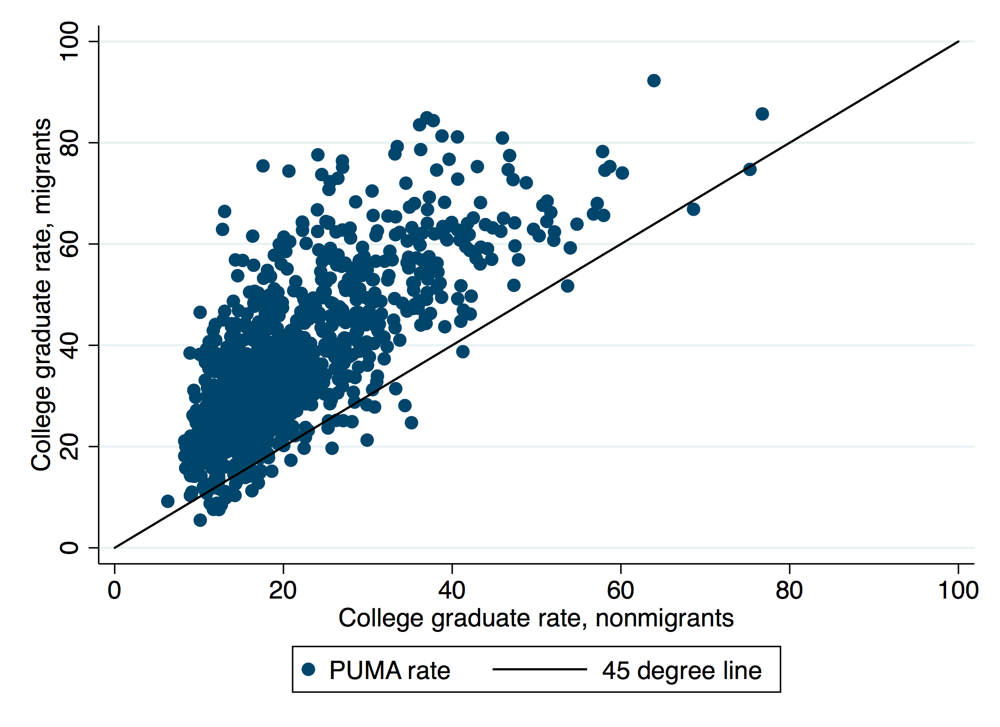 College graduate rate, migrants
100
80
60
40
20
0
0 20 40 60 80 100
College graduate rate, nonmigrants
PUMA rate 45 degree line